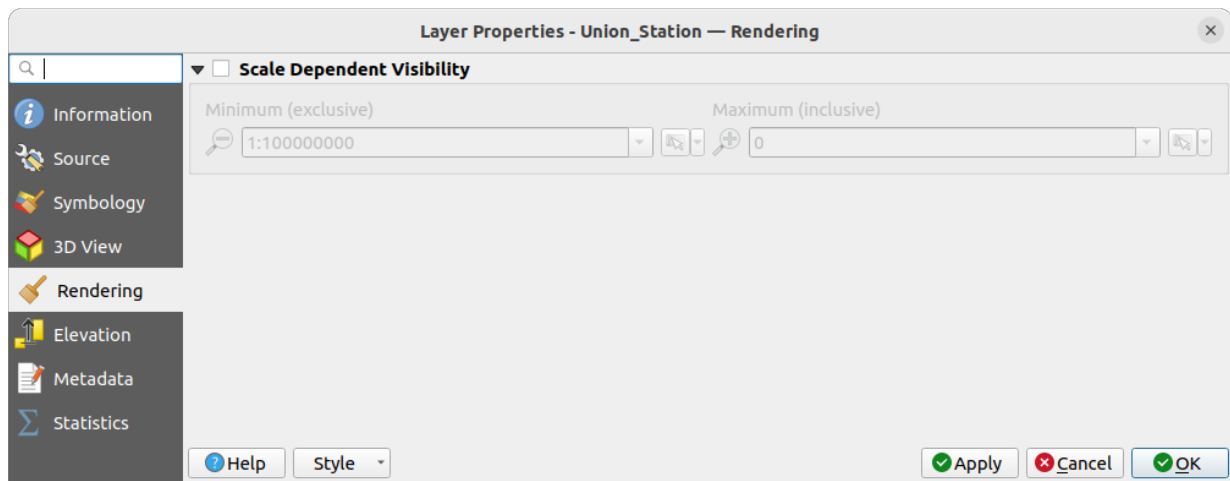 Layer Properties - Union_Station — Rendering
Scale Dependent Visibility
Information
Source
Symbology
3D View
Rendering
Elevation
Metadata
Statistics
Minimum (exclusive)
Maximum (inclusive)
1:100000000
0
Help
Style
Apply
Cancel
OK